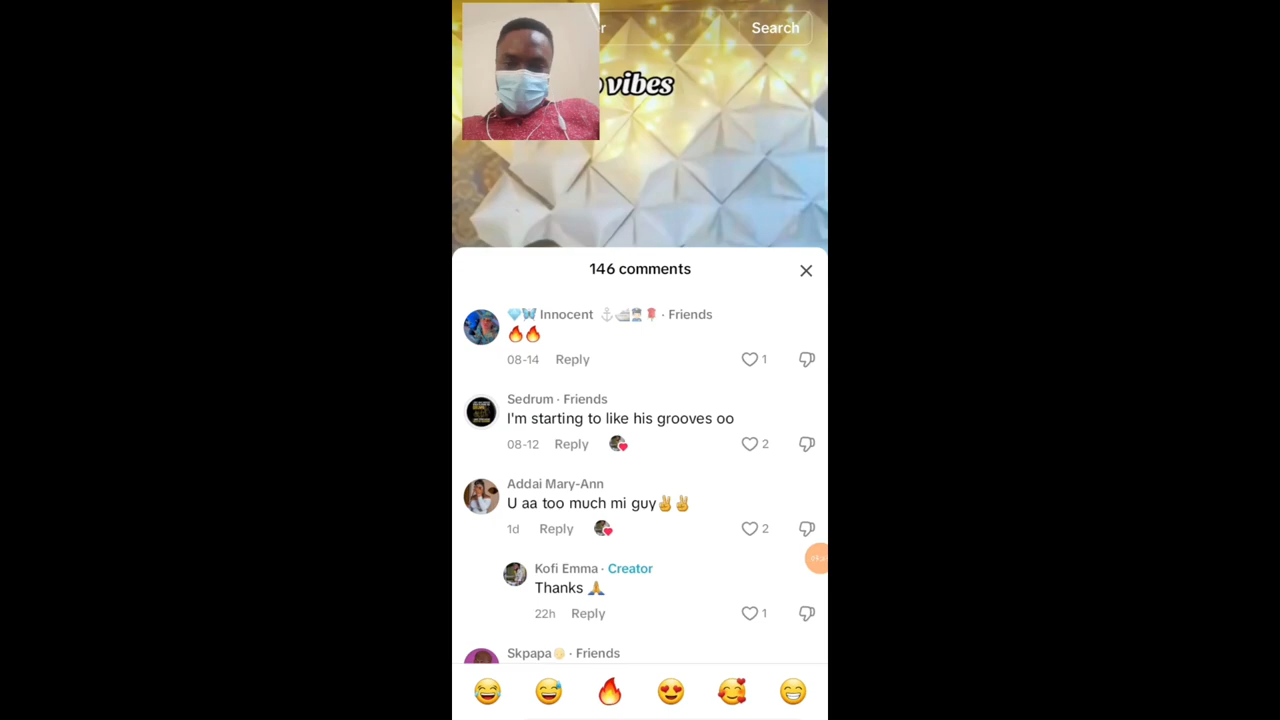 r
Search
vibes
146 comments
Innocent · Friends
🔥🔥
08-14 Reply 1
Sedrum · Friends
I'm starting to like his grooves oo
08-12 Reply 2
Addai Mary-Ann
U aa too much mi guy✌️✌️
1d Reply 2
Kofi Emma · Creator
Thanks 🙏
22h Reply 1
Skpapa · Friends